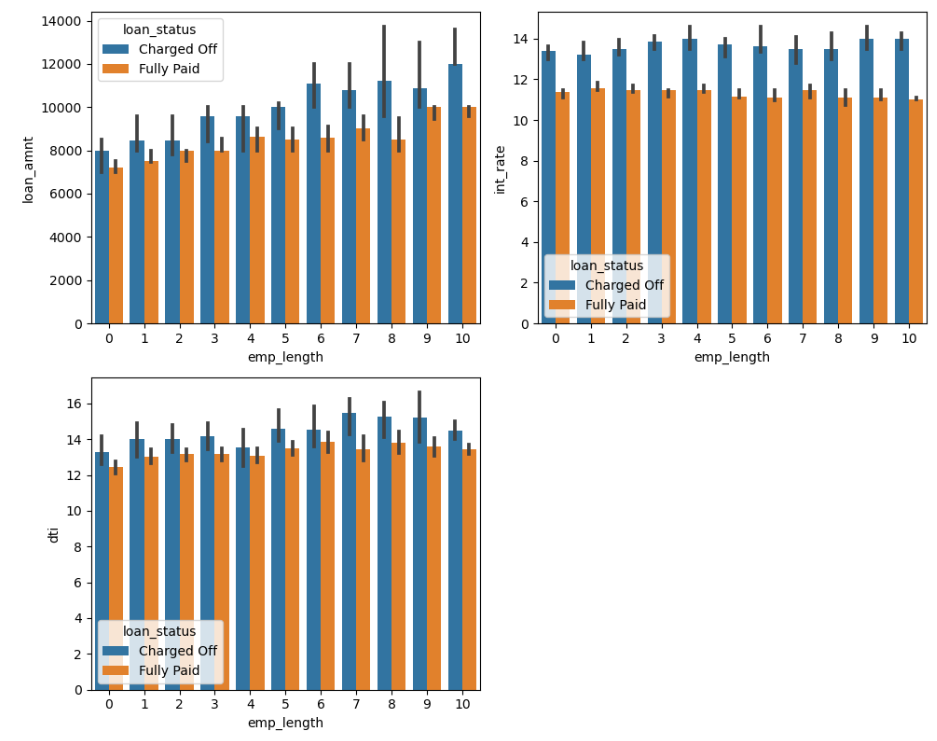 14000
12000
10000
8000
6000
4000
2000
0
loan_amnt
loan_status
Charged Off
Fully Paid
0 1 2 3 4 5 6 7 8 9 10
emp_length
14
12
10
8
6
4
2
0
int_rate
loan_status
Charged Off
Fully Paid
0 1 2 3 4 5 6 7 8 9 10
emp_length
16
14
12
10
8
6
4
2
0
dti
loan_status
Charged Off
Fully Paid
0 1 2 3 4 5 6 7 8 9 10
emp_length